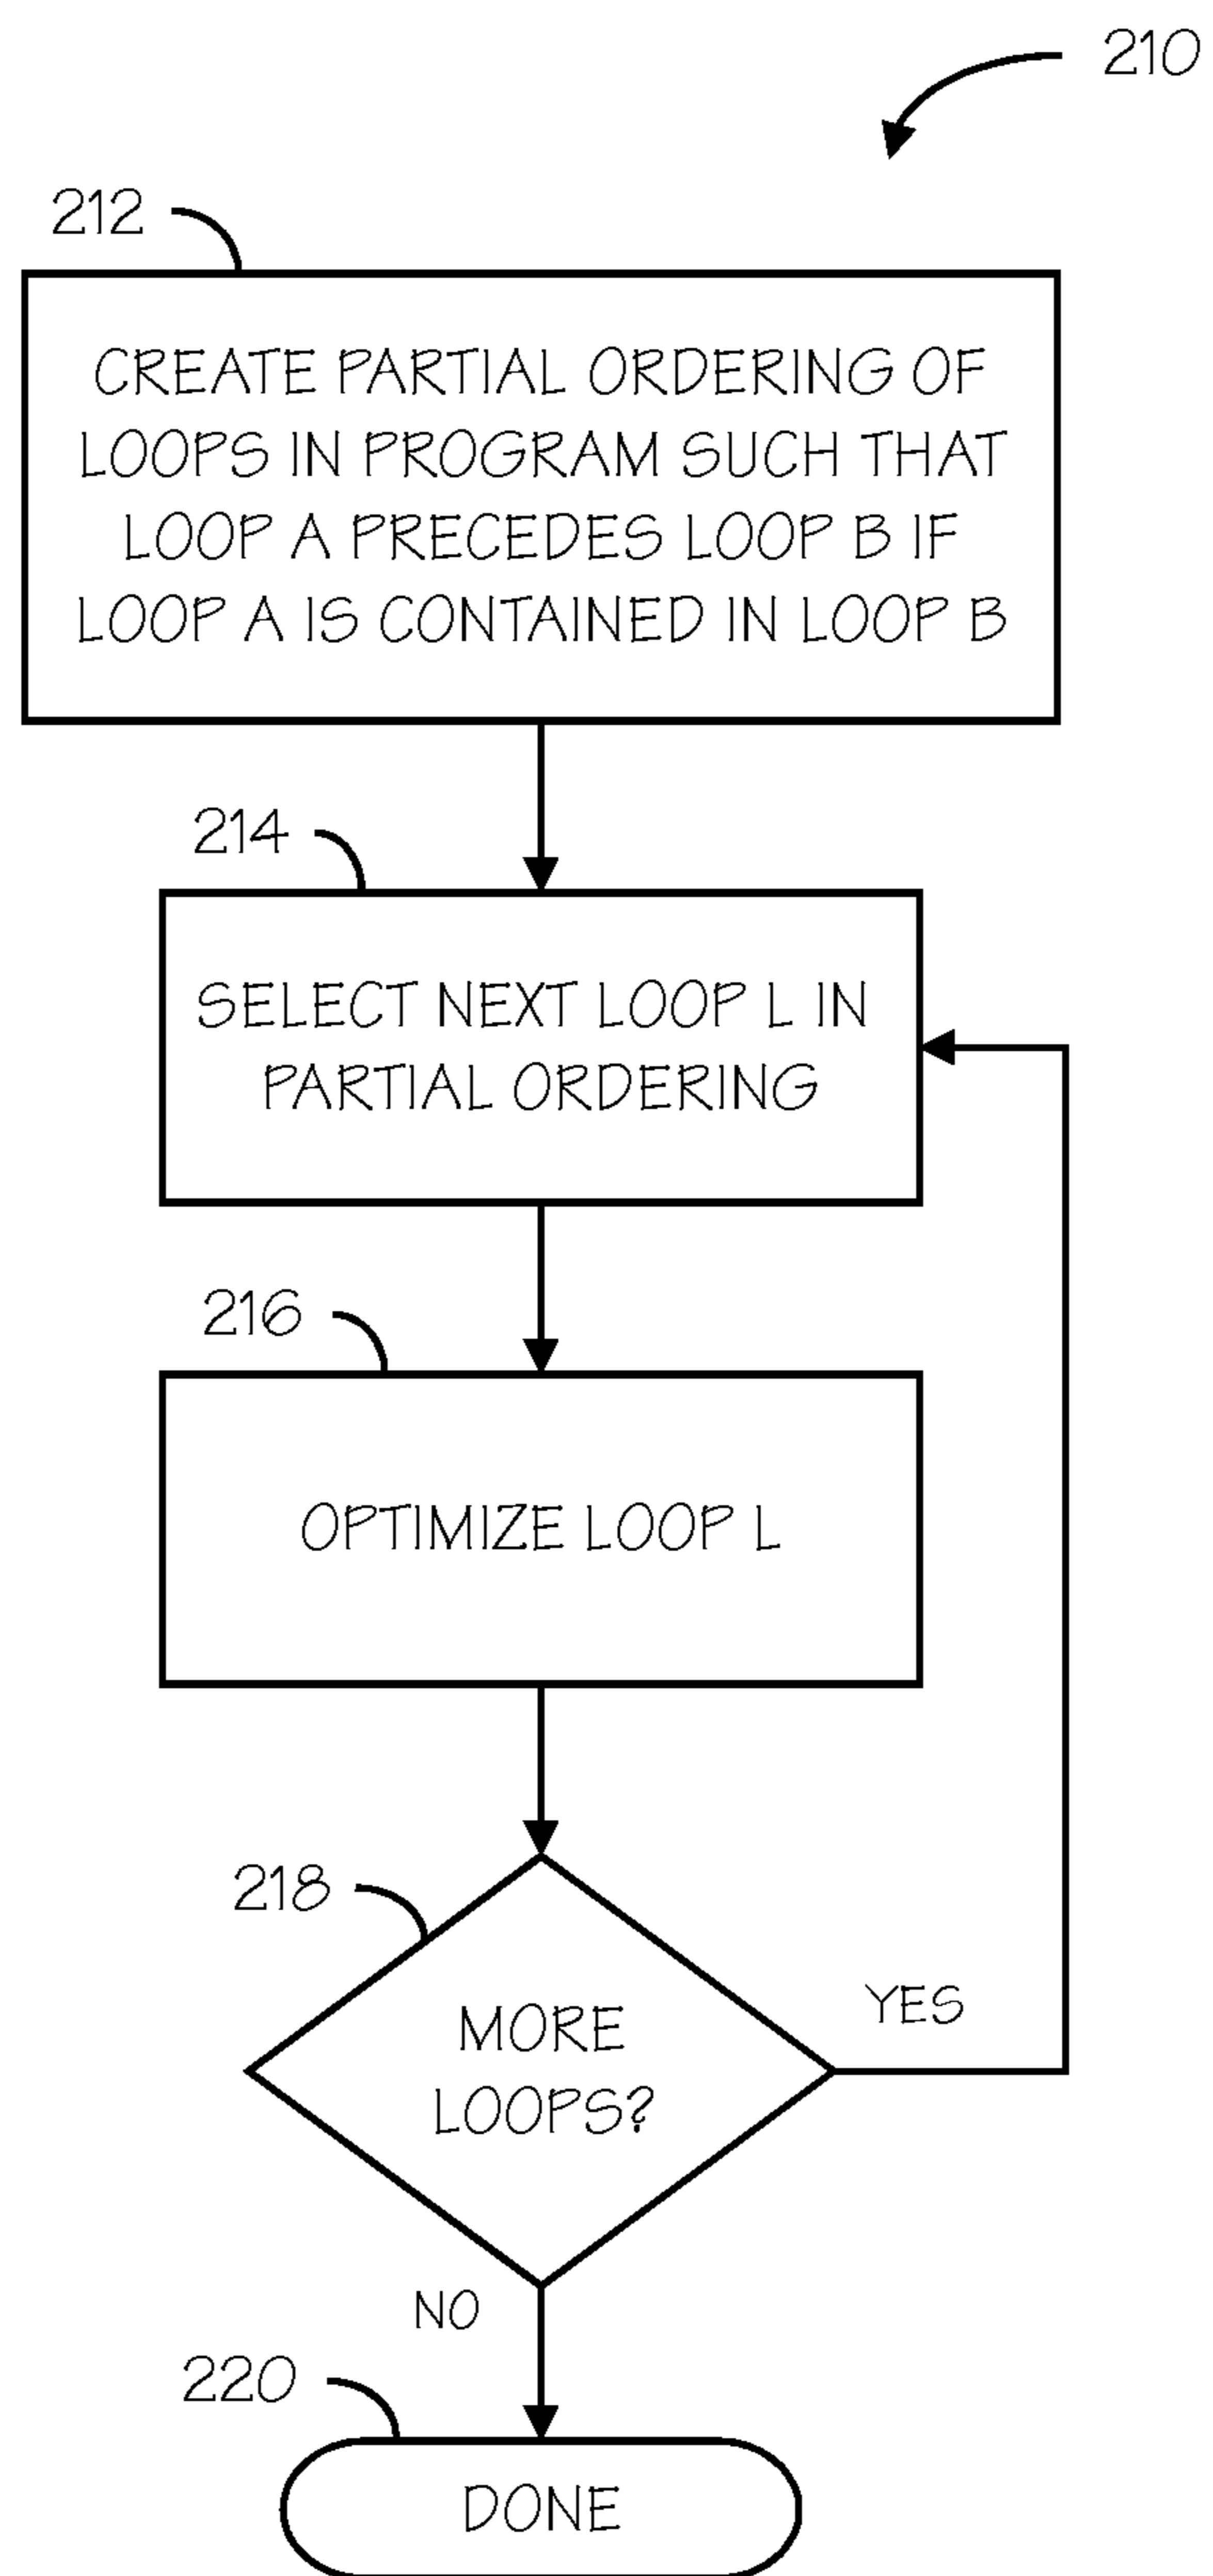 210
212
CREATE PARTIAL ORDERING OF
LOOPS IN PROGRAM SUCH THAT
LOOP A PRECEDES LOOP B IF
LOOP A IS CONTAINED IN LOOP B
214
SELECT NEXT LOOP L IN
PARTIAL ORDERING
216
OPTIMIZE LOOP L
218
MORE
LOOPS?
YES
NO
220
DONE